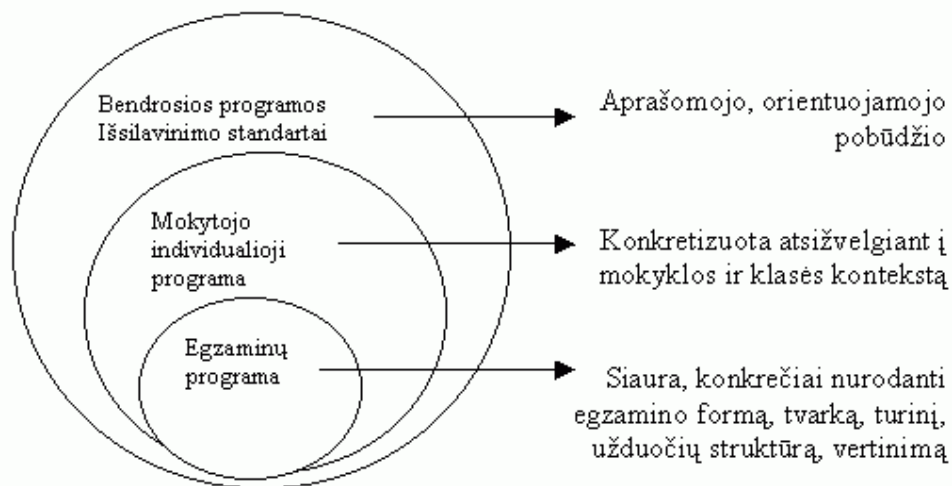 Bendrosios programos
Išsilavinimo standartai
Aprašomojo, orientuojamojo
pobūdžio
Mokytojo
individualioji
programa
Konkretizuota atsižvelgiant į
mokyklos ir klasės kontekstą
Egzaminų
programa
Siaura, konkrečiai nurodanti
egzamino formą, tvarką, turinį,
užduočių struktūrą, vertinimą